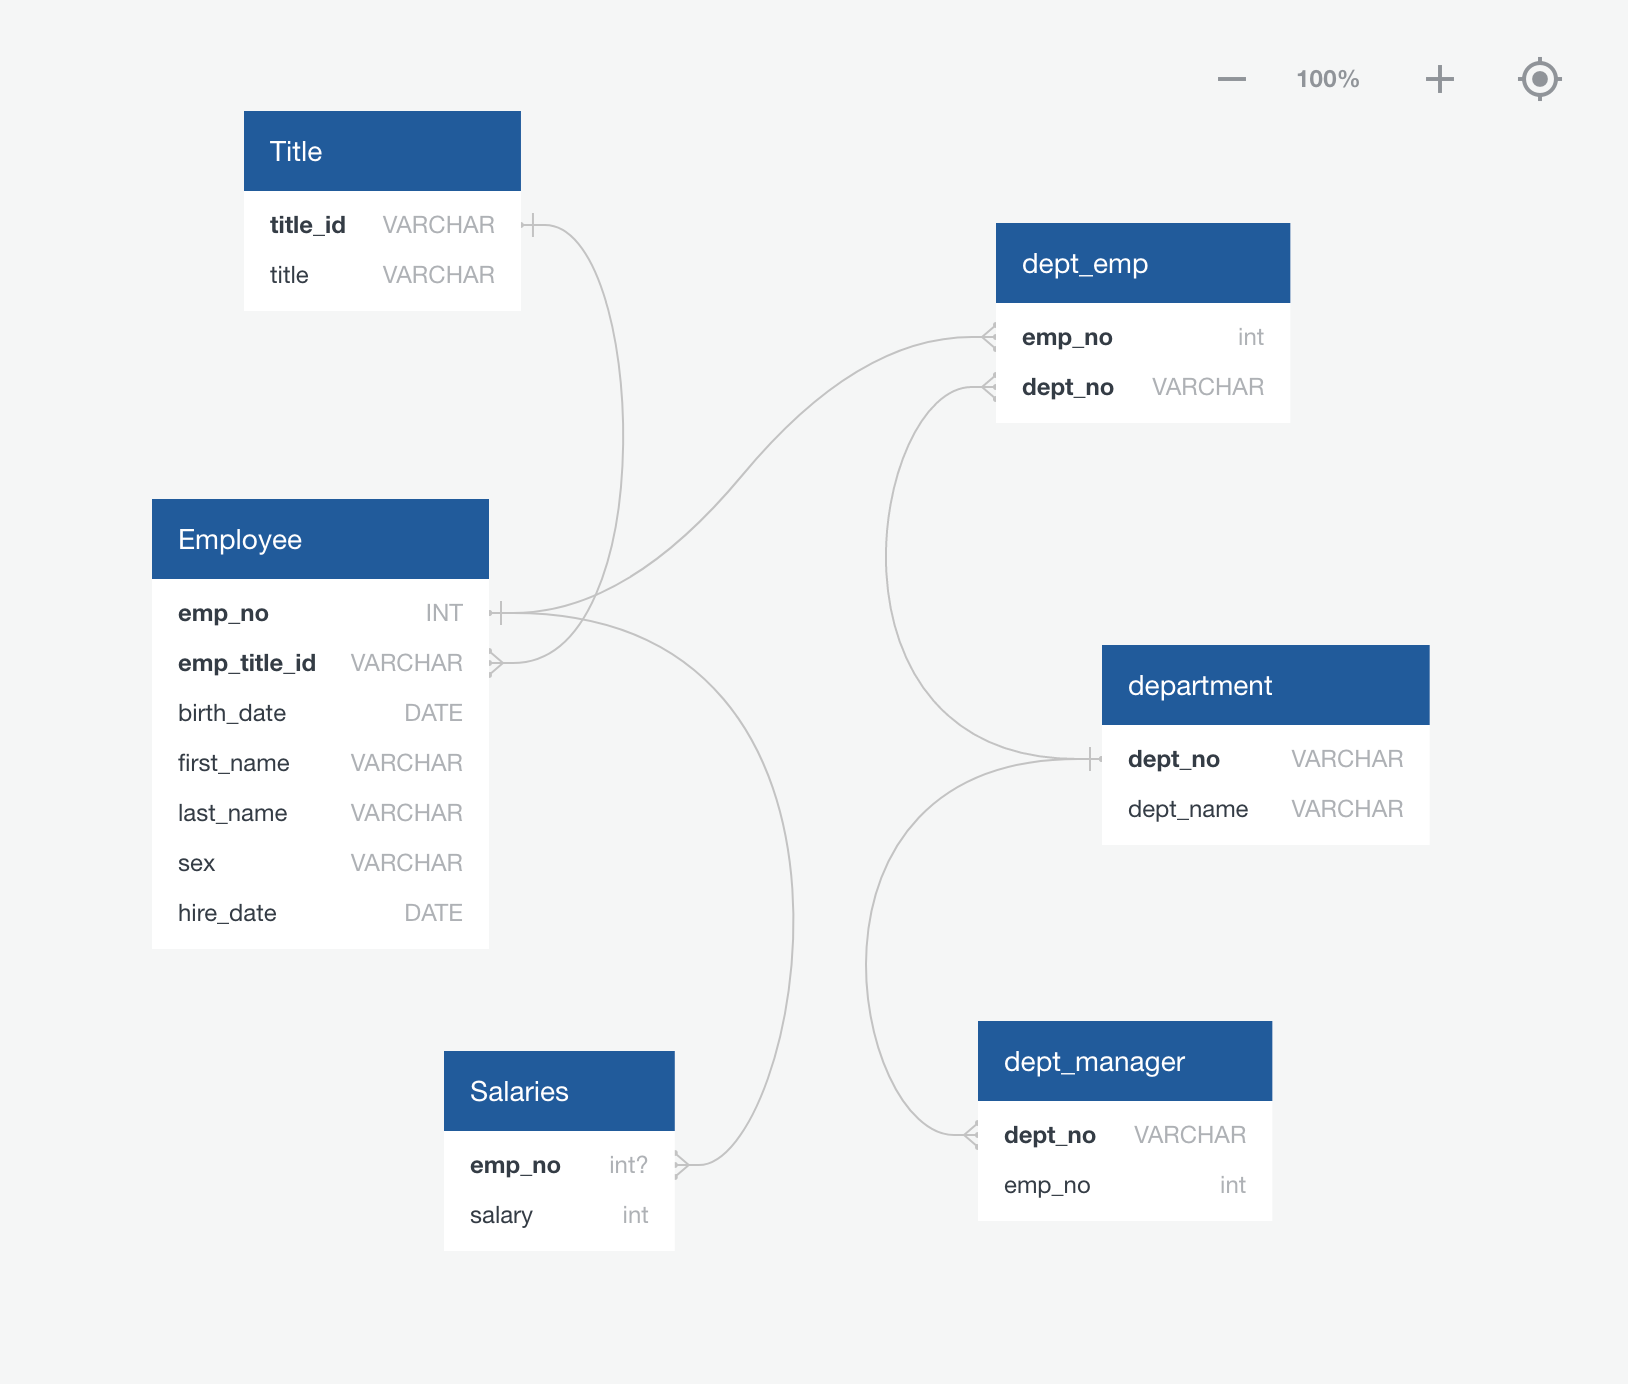 100%
Title
title_id VARCHAR
title VARCHAR
dept_emp
emp_no int
dept_no VARCHAR
Employee
emp_no INT
emp_title_id VARCHAR
birth_date DATE
first_name VARCHAR
last_name VARCHAR
sex VARCHAR
hire_date DATE
department
dept_no VARCHAR
dept_name VARCHAR
Salaries
emp_no int?
salary int
dept_manager
dept_no VARCHAR
emp_no int